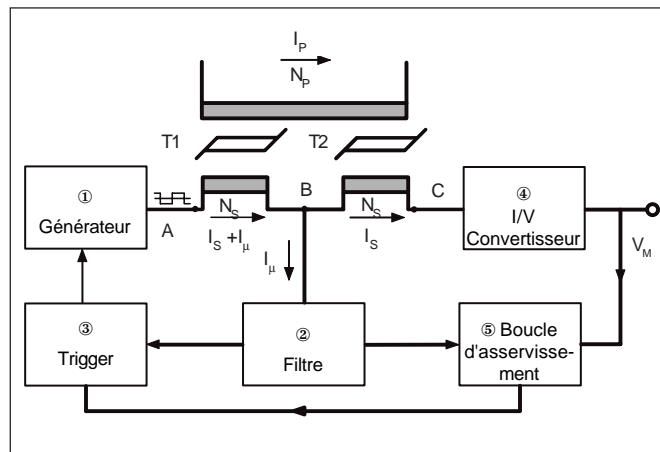 I_P
N_P
T1
T2
①
Générateur
A
N_S
I_S + I_μ
B
N_S
I_S
C
④
I/V
Convertisseur
V_M
I_μ
③
Trigger
②
Filtre
⑤ Boucle
d'asservisse-
ment